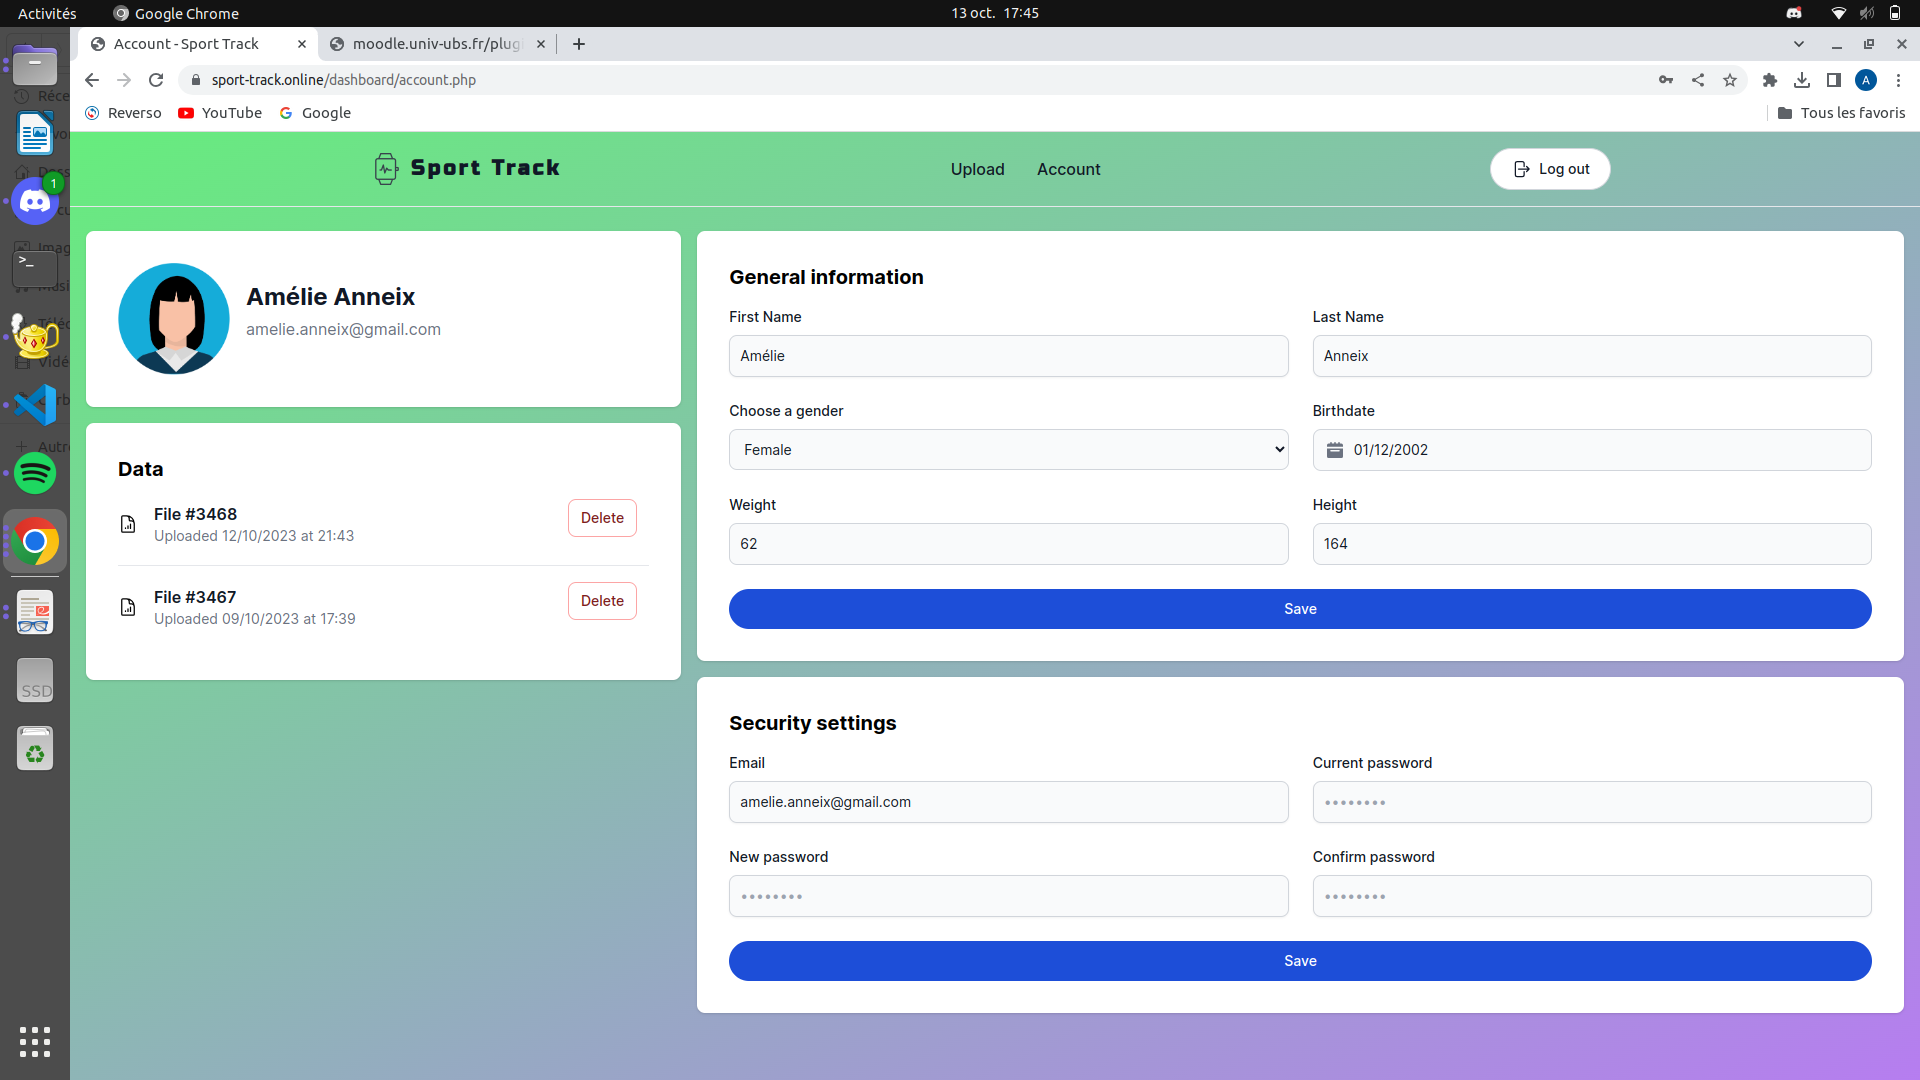 Activités
Google Chrome
13 oct. 17:45
Account - Sport Track
moodle.univ-ubs.fr/plug
sport-track.online/dashboard/account.php
A
Reverso
YouTube
Google
Tous les favoris
Sport Track
Upload
Account
Log out
1
>_
SSD
Amélie Anneix
amelie.anneix@gmail.com
Data
File #3468
Uploaded 12/10/2023 at 21:43
Delete
File #3467
Uploaded 09/10/2023 at 17:39
Delete
General information
First Name
Last Name
Amélie
Anneix
Choose a gender
Birthdate
Female
01/12/2002
Weight
Height
62
164
Save
Security settings
Email
Current password
amelie.anneix@gmail.com
••••••••
New password
Confirm password
••••••••
••••••••
Save